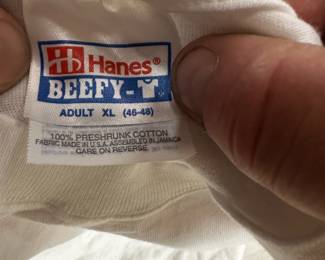 Hanes®
BEEFY-T
ADULT XL (46-48)
100% PRESHRUNK COTTON
FABRIC MADE IN U.S.A. ASSEMBLED IN JAMAICA
CARE ON REVERSE